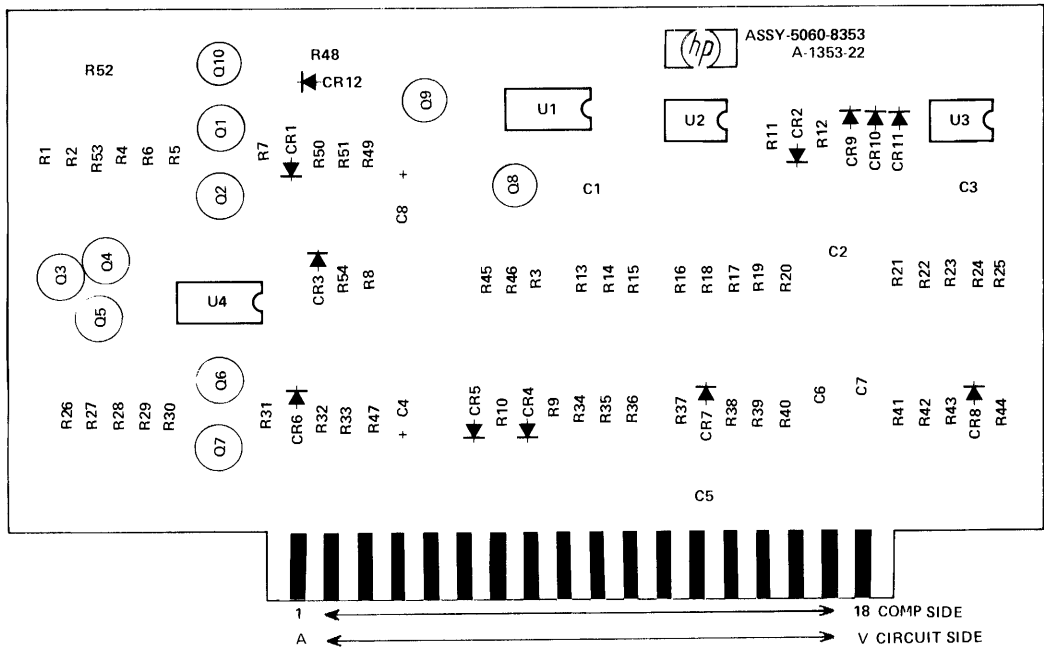 hp ASSY-5060-8353
A-1353-22
R52 Q10 R48
CR12
Q9
U1 U2 U3
R1 R2 R53 R4 R6 R5 Q1 R7 CR1 R50 R51 R49 R11 CR2 R12 CR9 CR10 CR11
Q2 C8 + Q8 C1 C3
Q3 Q4 Q5 U4 CR3 R54 R8 R45 R46 R3 R13 R14 R15 R16 R18 R17 R19 R20 C2 R21 R22 R23 R24 R25
Q6
R26 R27 R28 R29 R30 Q7 R31 CR6 R32 R33 R47 + C4 CR5 R10 CR4 R9 R34 R35 R36 R37 CR7 R38 R39 R40 C6 C7 R41 R42 R43 CR8 R44
C5
1 18 COMP SIDE
A V CIRCUIT SIDE